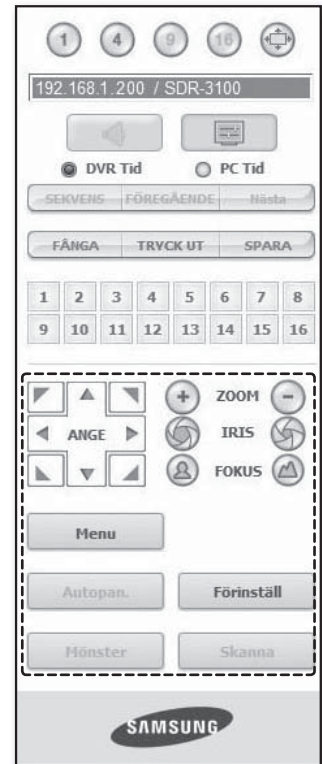 1 4 9 16
192.168.1.200 / SDR-3100
DVR Tid PC Tid
SEKVENS FÖREGÅENDE Nästa
FÅNGA TRYCK UT SPARA
1 2 3 4 5 6 7 8
9 10 11 12 13 14 15 16
ZOOM
ANGE IRIS
FOKUS
Menu
Autopan. Förinställ
Mönster Skanna
SAMSUNG